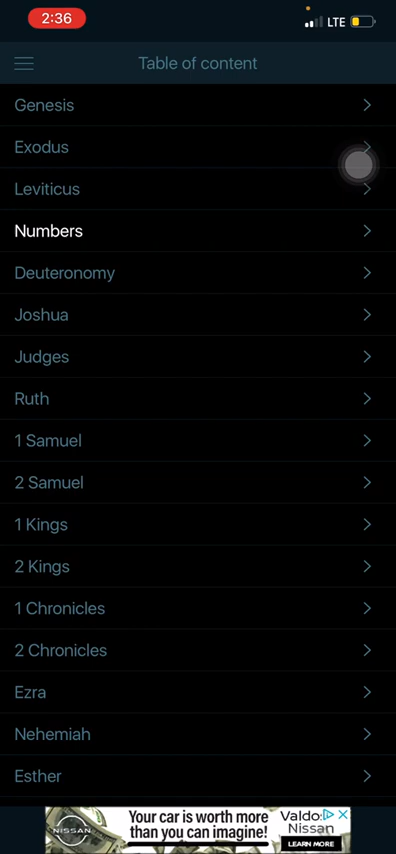 2:36
LTE
Table of content
Genesis
Exodus
Leviticus
Numbers
Deuteronomy
Joshua
Judges
Ruth
1 Samuel
2 Samuel
1 Kings
2 Kings
1 Chronicles
2 Chronicles
Ezra
Nehemiah
Esther
NISSAN
Your car is worth more
than you can imagine!
Valdo
Nissan
LEARN MORE